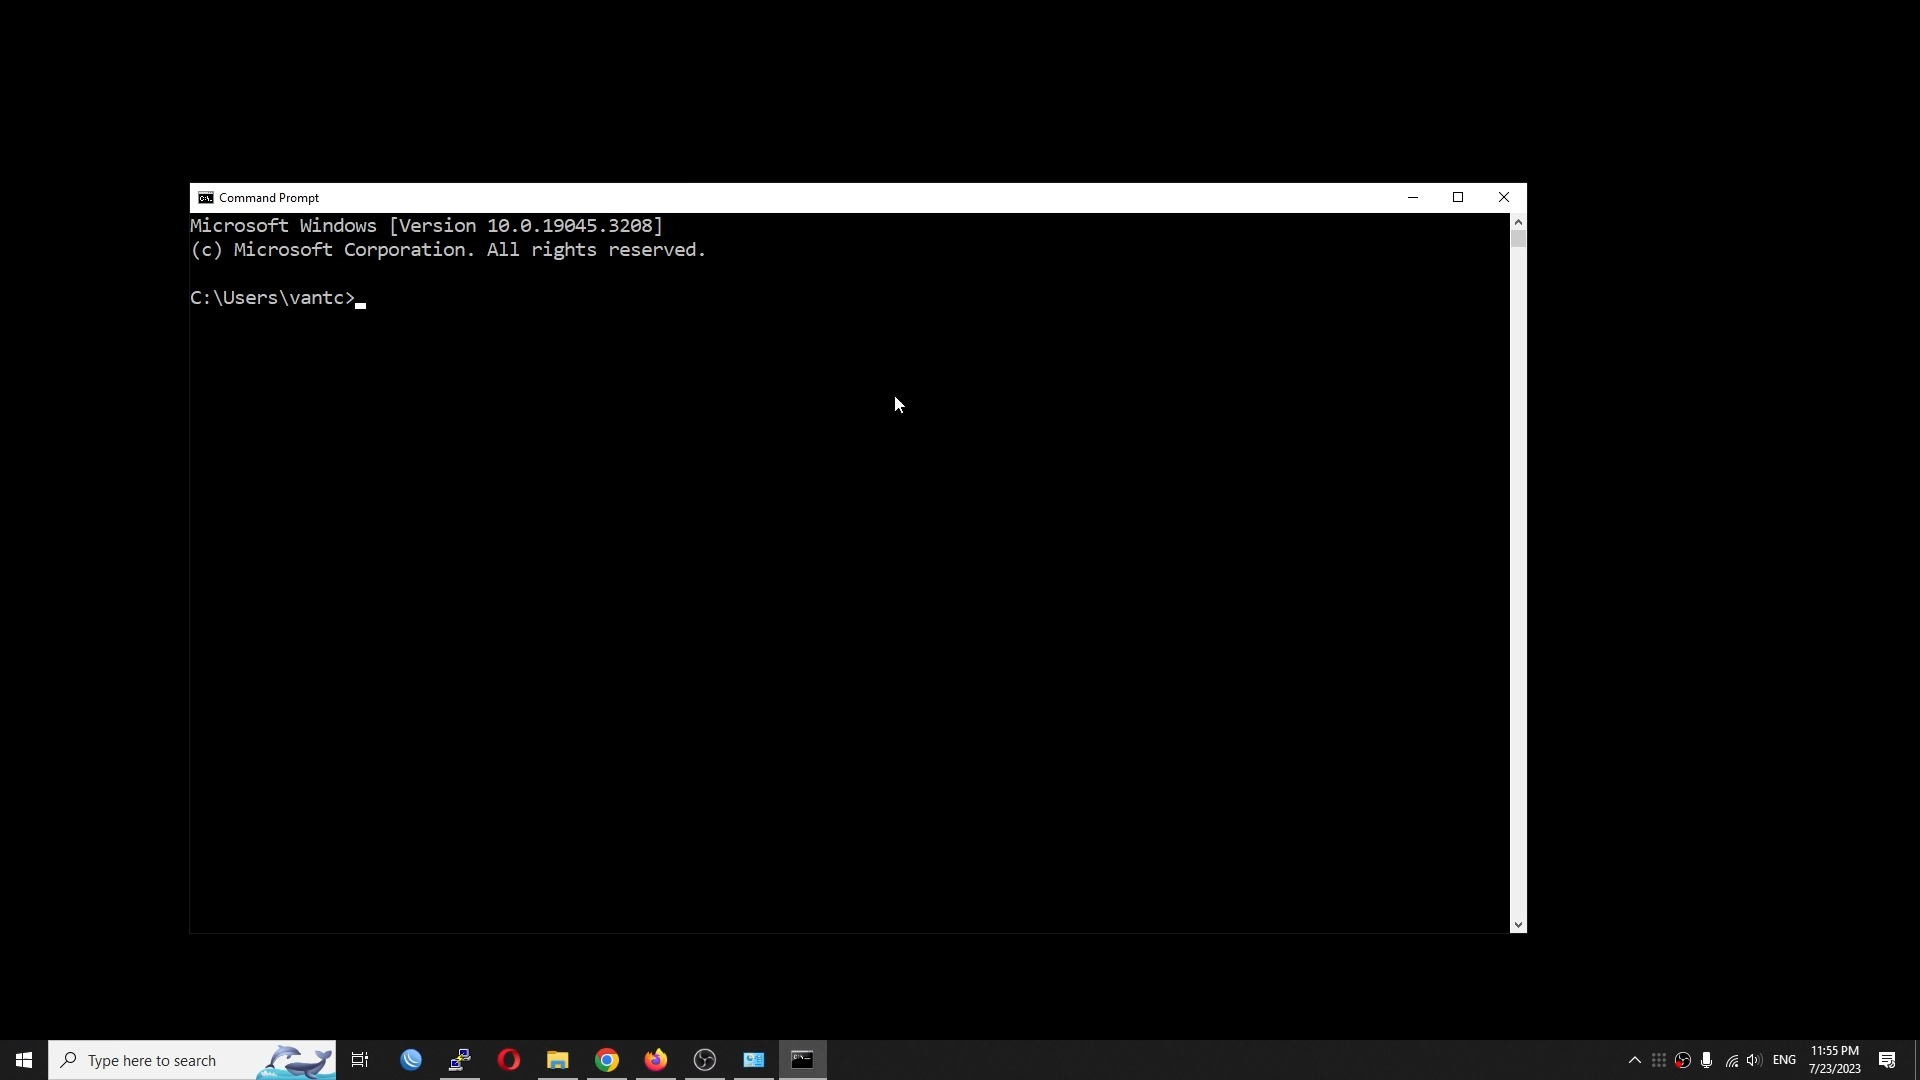 Command Prompt
Microsoft Windows [Version 10.0.19045.3208]
(c) Microsoft Corporation. All rights reserved.
C:\Users\vantc>
Type here to search
ENG
11:55 PM
7/23/2023